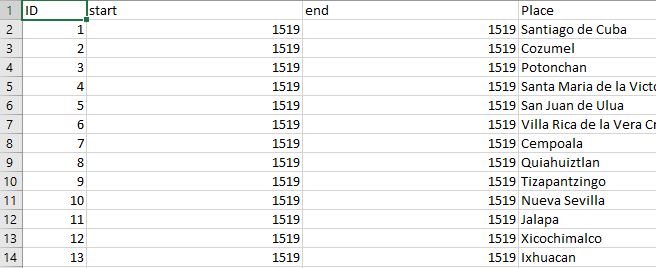 1 ID start end Place
2 1 1519 1519 Santiago de Cuba
3 2 1519 1519 Cozumel
4 3 1519 1519 Potonchan
5 4 1519 1519 Santa Maria de la Victo
6 5 1519 1519 San Juan de Ulua
7 6 1519 1519 Villa Rica de la Vera Cr
8 7 1519 1519 Cempoala
9 8 1519 1519 Quiahuiztlan
10 9 1519 1519 Tizapantzingo
11 10 1519 1519 Nueva Sevilla
12 11 1519 1519 Jalapa
13 12 1519 1519 Xicochimalco
14 13 1519 1519 Ixhuacan